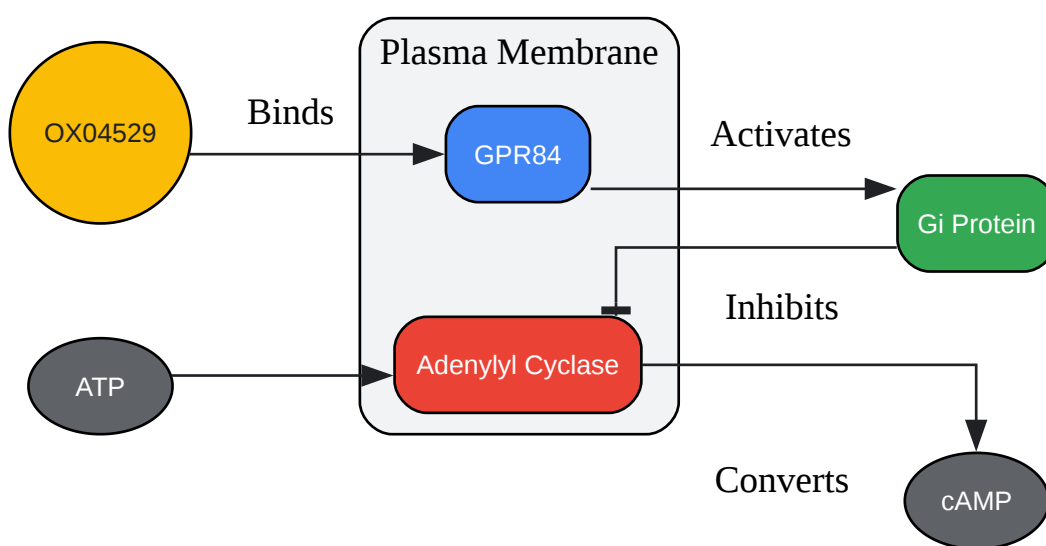 Plasma Membrane
OX04529
Binds
GPR84
Activates
Gi Protein
Inhibits
ATP
Adenylyl Cyclase
Converts
cAMP